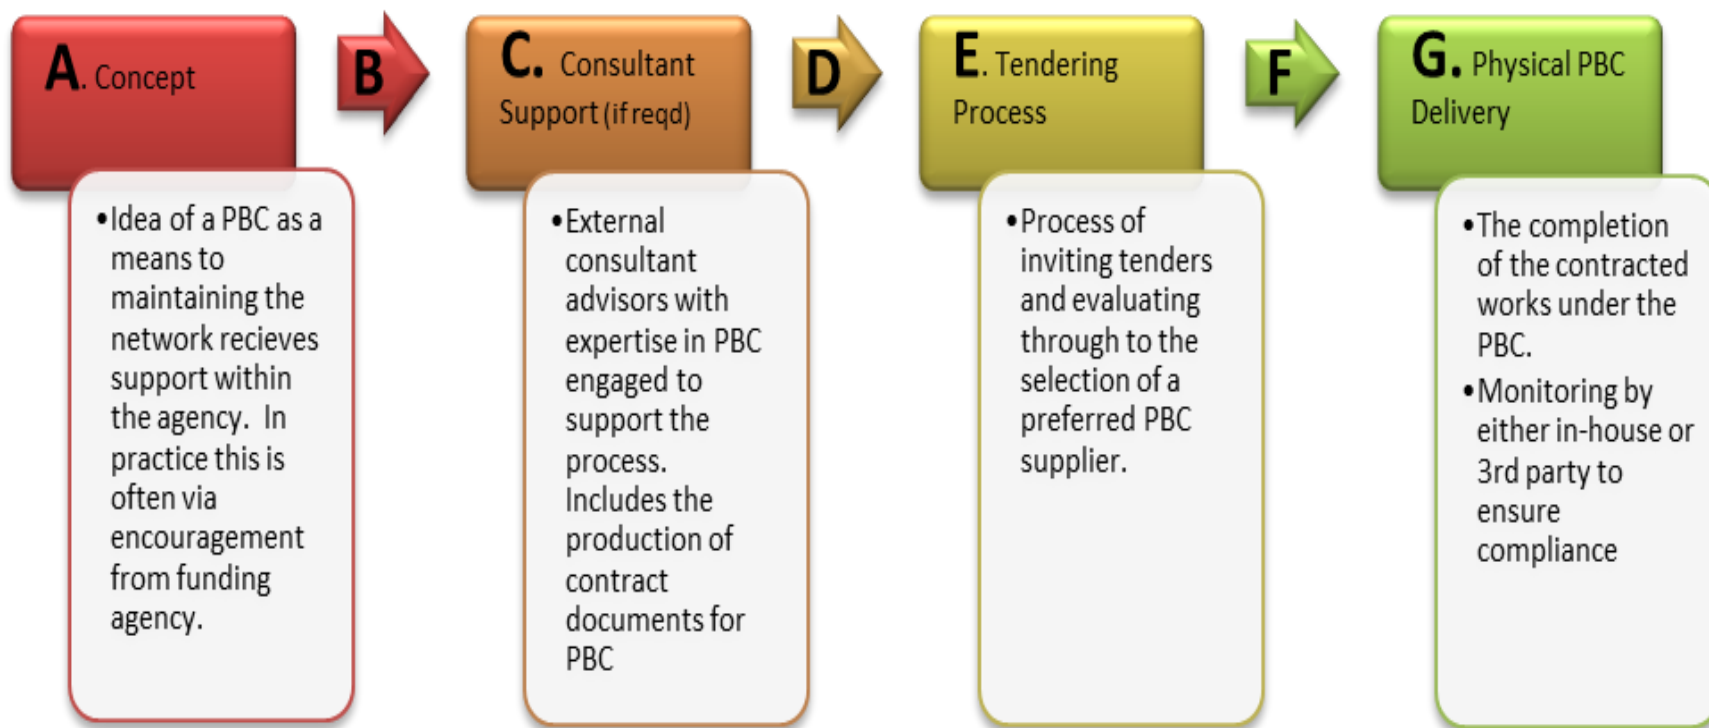 A. Concept
B
C. Consultant
Support (if reqd)
D
E. Tendering
Process
F
G. Physical PBC
Delivery
•Idea of a PBC as a
means to
maintaining the
network recieves
support within
the agency.  In
practice this is
often via
encouragement
from funding
agency.
•External
consultant
advisors with
expertise in PBC
engaged to
support the
process.
Includes the
production of
contract
documents for
PBC
•Process of
inviting tenders
and evaluating
through to the
selection of a
preferred PBC
supplier.
•The completion
of the contracted
works under the
PBC.
•Monitoring by
either in-house or
3rd party to
ensure
compliance